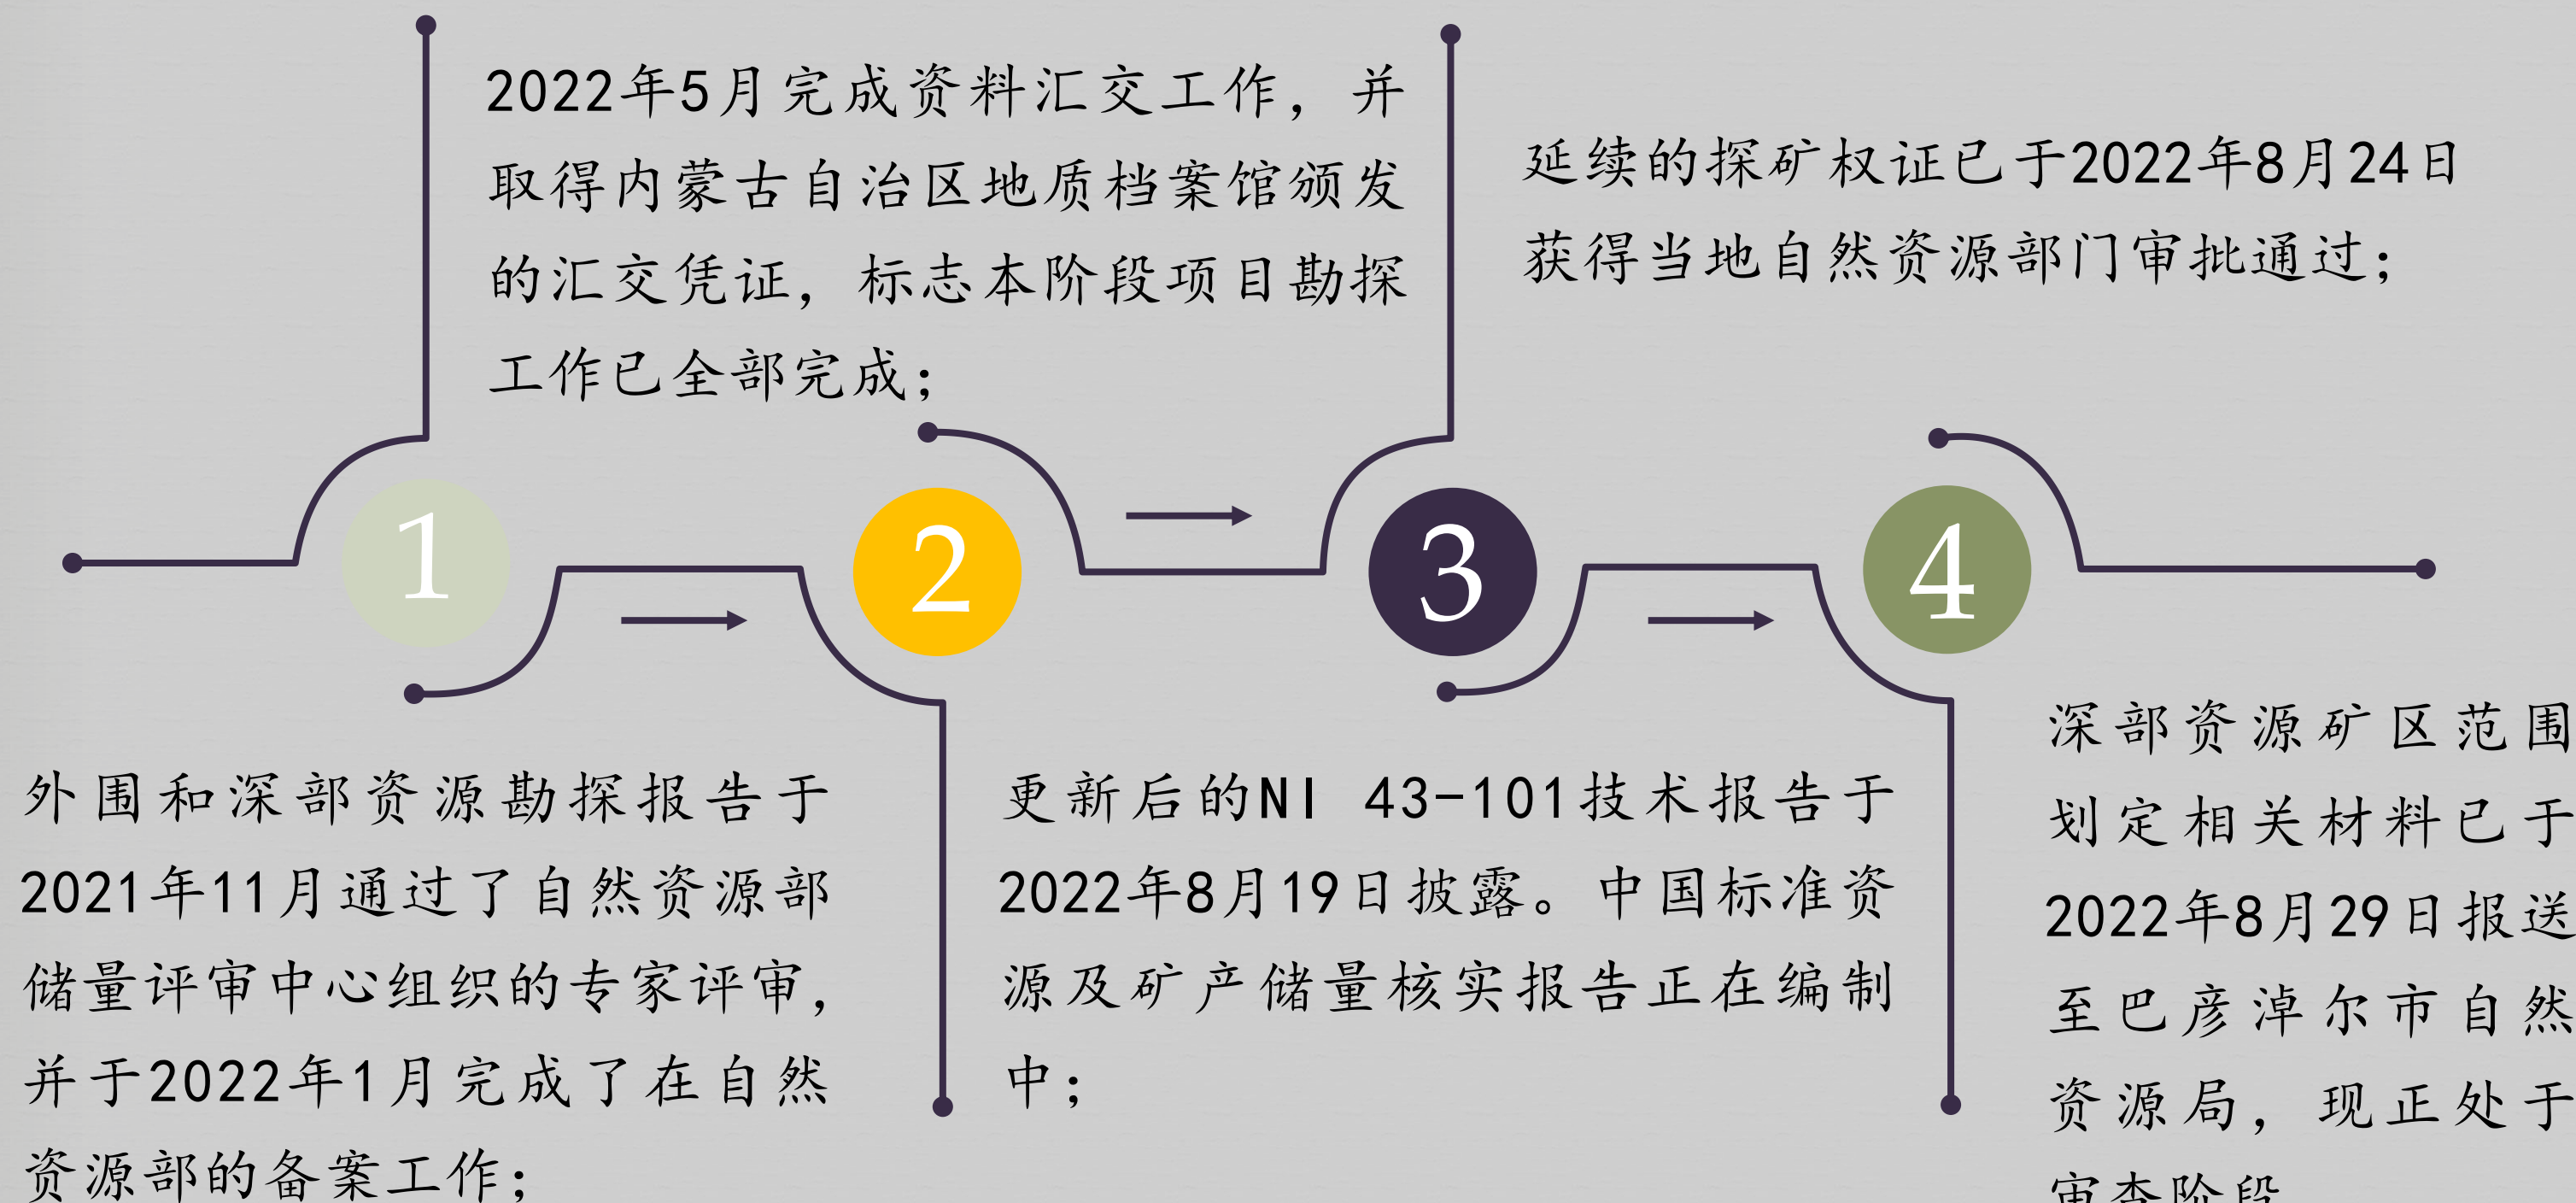 2022年5月完成资料汇交工作，并
取得内蒙古自治区地质档案馆颁发
的汇交凭证，标志本阶段项目勘探
工作已全部完成；
延续的探矿权证已于2022年8月24日
获得当地自然资源部门审批通过；
1
2
3
4
外围和深部资源勘探报告于
2021年11月通过了自然资源部
储量评审中心组织的专家评审，
并于2022年1月完成了在自然
资源部的备案工作；
更新后的NI 43-101技术报告于
2022年8月19日披露。中国标准资
源及矿产储量核实报告正在编制
中；
深部资源矿区范围
划定相关材料已于
2022年8月29日报送
至巴彦淖尔市自然
资源局，现正处于
审查阶段